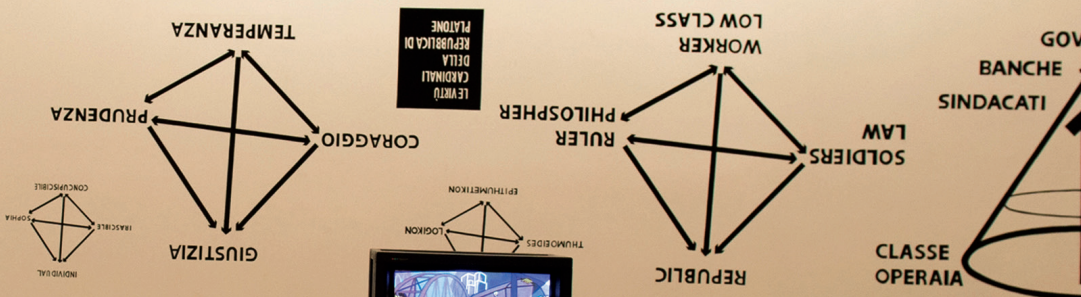 TEMPERANZA
PRUDENZA
CORAGGIO
GIUSTIZIA
LE VIRTÙ
CARDINALI
DELLA
REPUBBLICA DI
PLATONE
WORKER
LOW CLASS
RULER
PHILOSPHER
SOLDIERS
LAW
REPUBLIC
CONCUPISCIBILE
SOPHIA
IRASCIBLE
INDIVIDUAL
EPITHUMETIKON
LOGIKON
THUMOEIDES
GOV
BANCHE
SINDACATI
CLASSE
OPERAIA